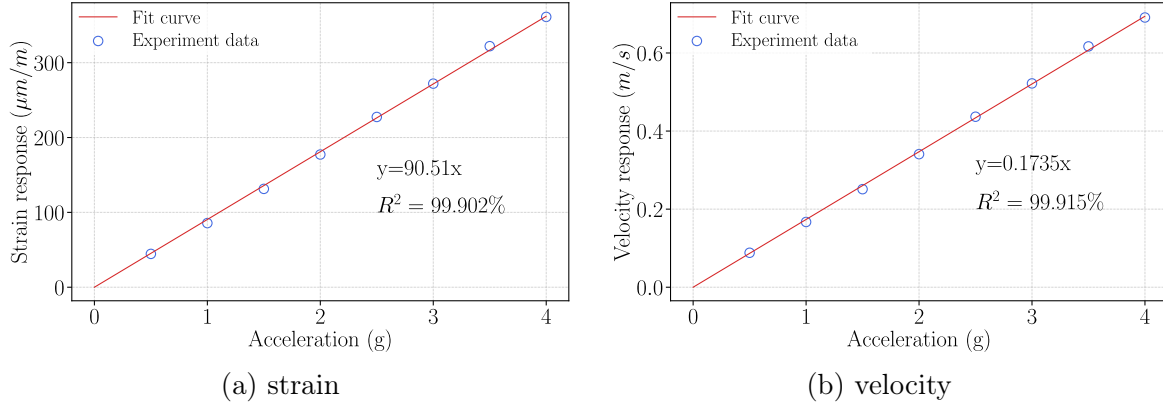 Fit curve
Experiment data
Strain response (μm/m)
300
200
100
0
y=90.51x
R² = 99.902%
0 1 2 3 4
Acceleration (g)
(a) strain
Fit curve
Experiment data
Velocity response (m/s)
0.6
0.4
0.2
0.0
y=0.1735x
R² = 99.915%
0 1 2 3 4
Acceleration (g)
(b) velocity